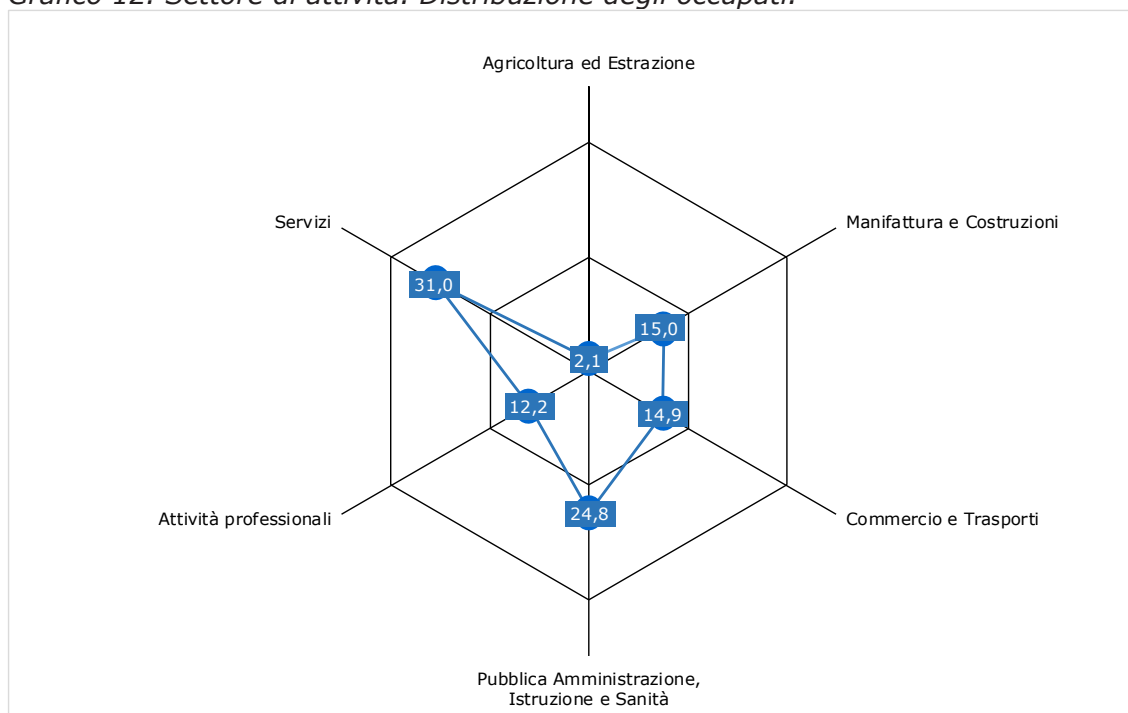 Grafico 12. Settore di attività. Distribuzione degli occupati.
Agricoltura ed Estrazione
Servizi
Manifattura e Costruzioni
31,0
15,0
2,1
12,2
14,9
24,8
Attività professionali
Commercio e Trasporti
Pubblica Amministrazione,
Istruzione e Sanità